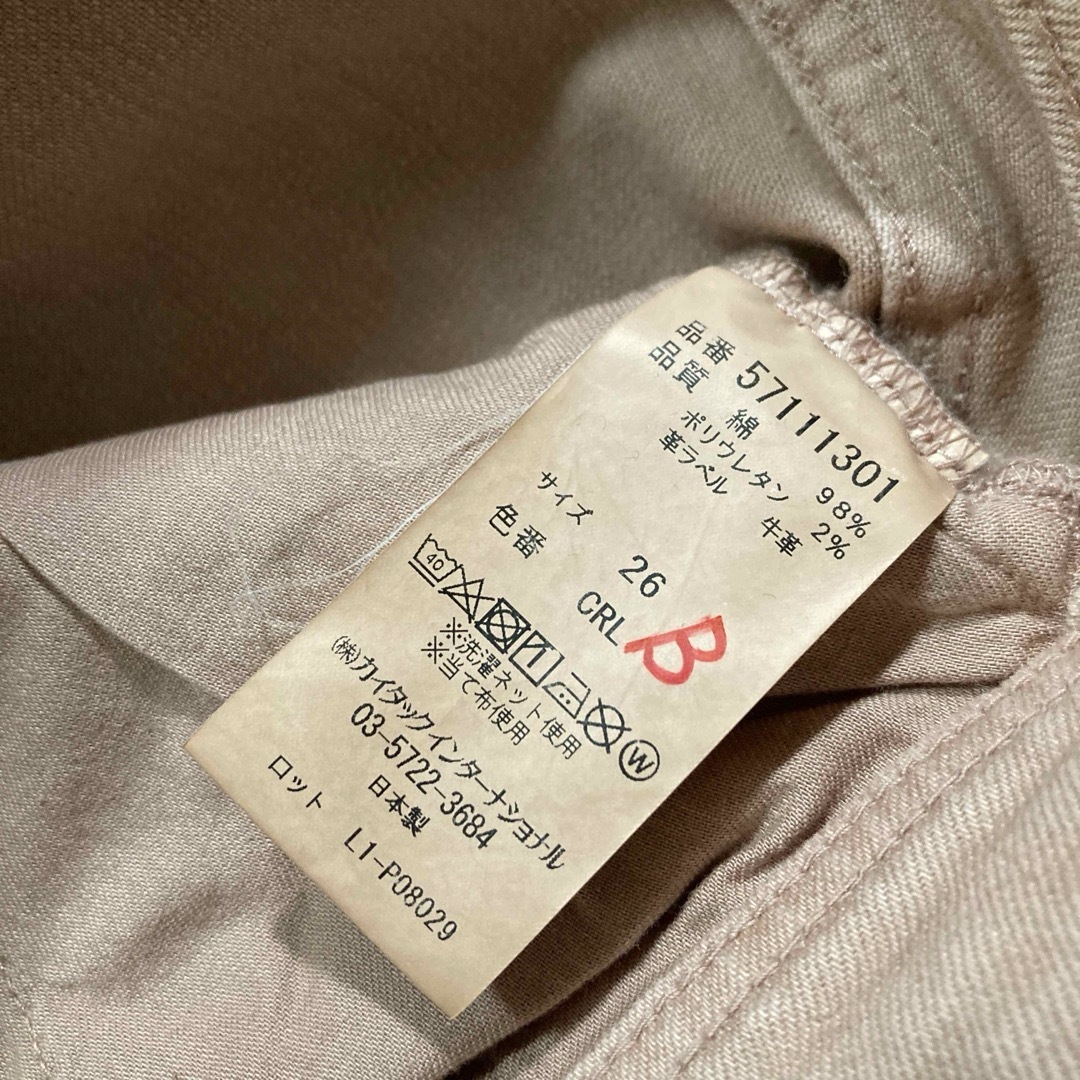 品番 57111301
品質 綿 98%
ポリウレタン 2%
革ラベル 牛革
サイズ 26
色番 CRL B
40 W
※洗濯ネット使用
※当て布使用
(株)カイタックインターナショナル
03-5722-3684
日本製
ロット L1-P08029